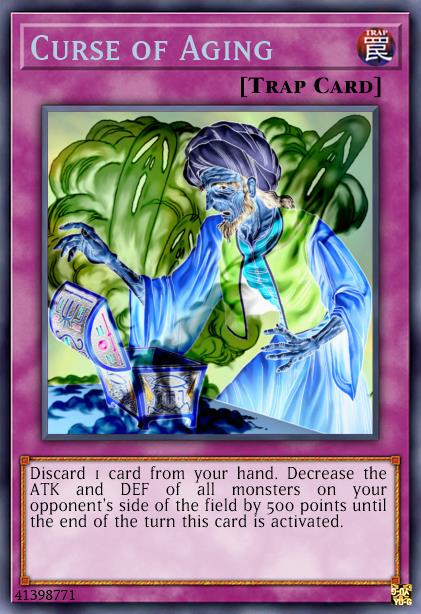 Curse of Aging
TRAP
罠
[Trap Card]
Discard 1 card from your hand. Decrease the
ATK and DEF of all monsters on your
opponent's side of the field by 500 points until
the end of the turn this card is activated.
41398771